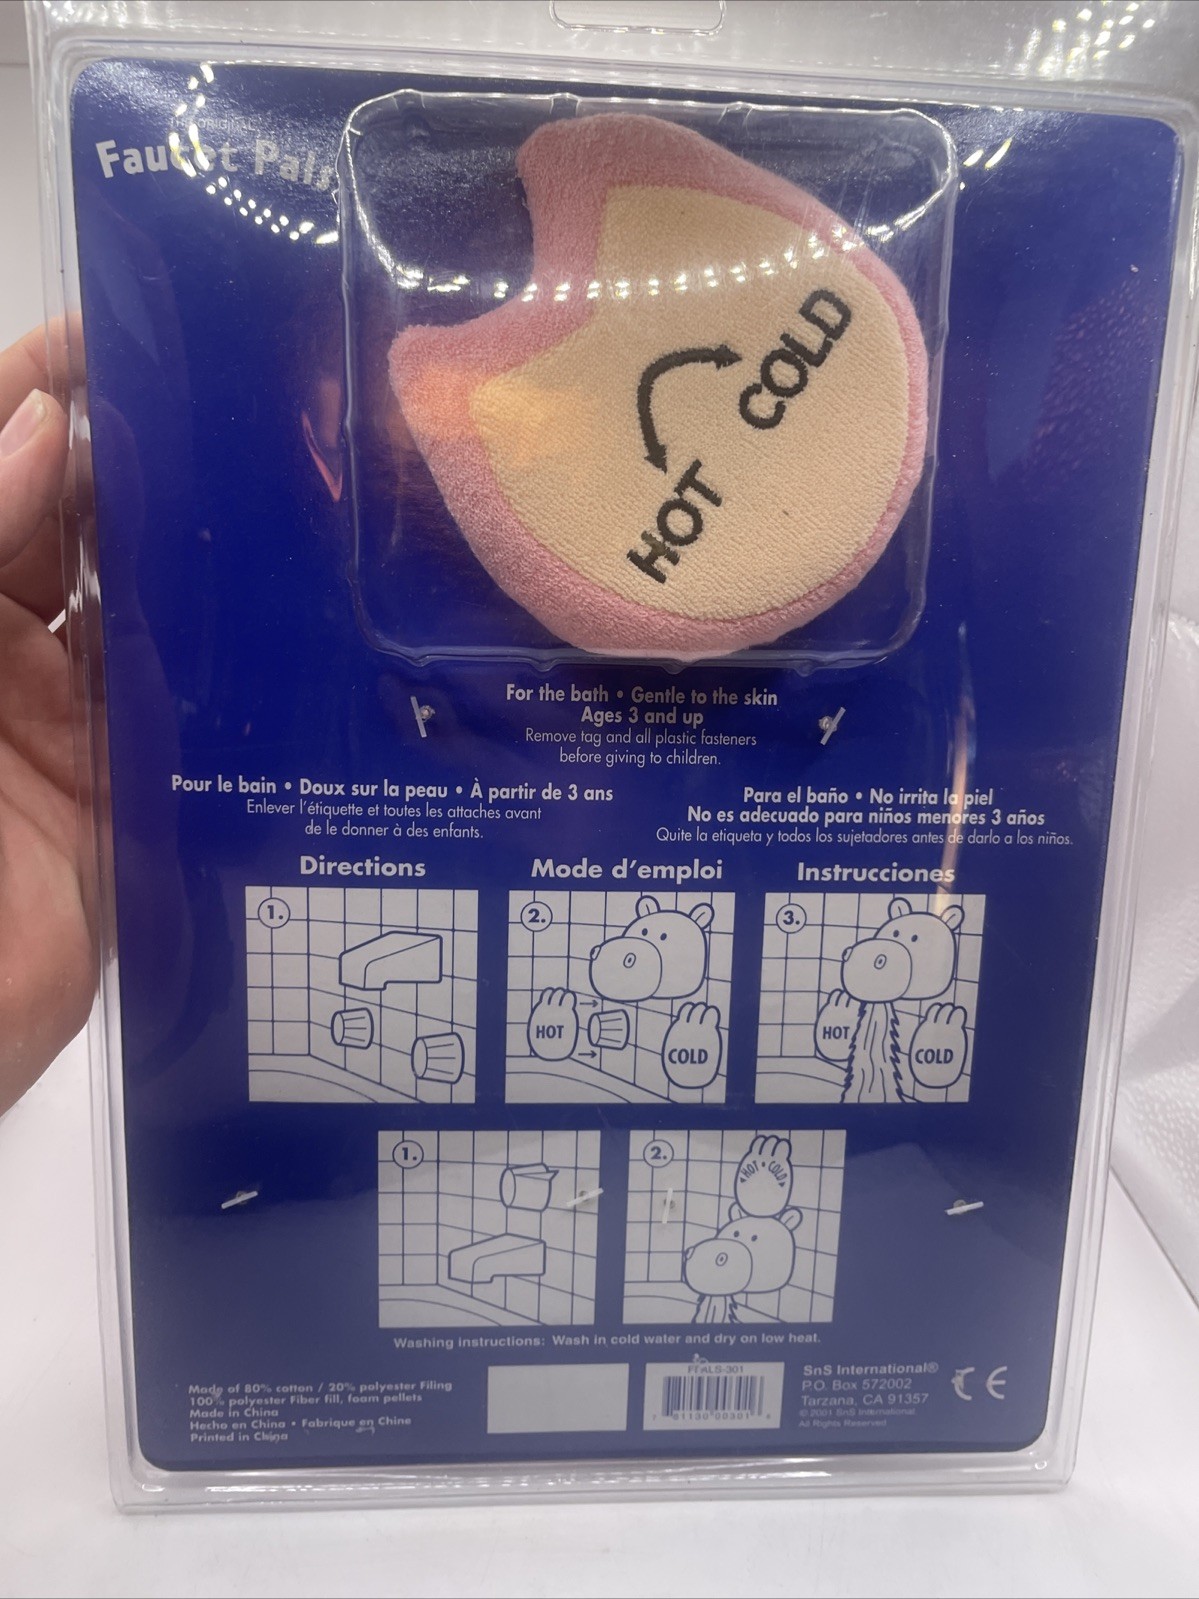 ORIGINAL
Faucet Pals
COLD
HOT
For the bath • Gentle to the skin
Ages 3 and up
Remove tag and all plastic fasteners
before giving to children.
Pour le bain • Doux sur la peau • À partir de 3 ans
Enlever l'étiquette et toutes les attaches avant
de le donner à des enfants.
Para el baño • No irrita la piel
No es adecuado para niños menores 3 años
Quite la etiqueta y todos los sujetadores antes de darlo a los niños.
Directions
Mode d'emploi
Instrucciones
1.
2.
HOT
COLD
3.
HOT
COLD
1.
2.
HOT • COLD
Washing instructions: Wash in cold water and dry on low heat.
Made of 80% cotton / 20% polyester Filing
100% polyester Fiber fill, foam pellets
Made in China
Hecho en China • Fabrique en Chine
Printed in China
SnS International®
P.O. Box 572002
Tarzana, CA 91357
© 2001 SnS International
All Rights Reserved
CE